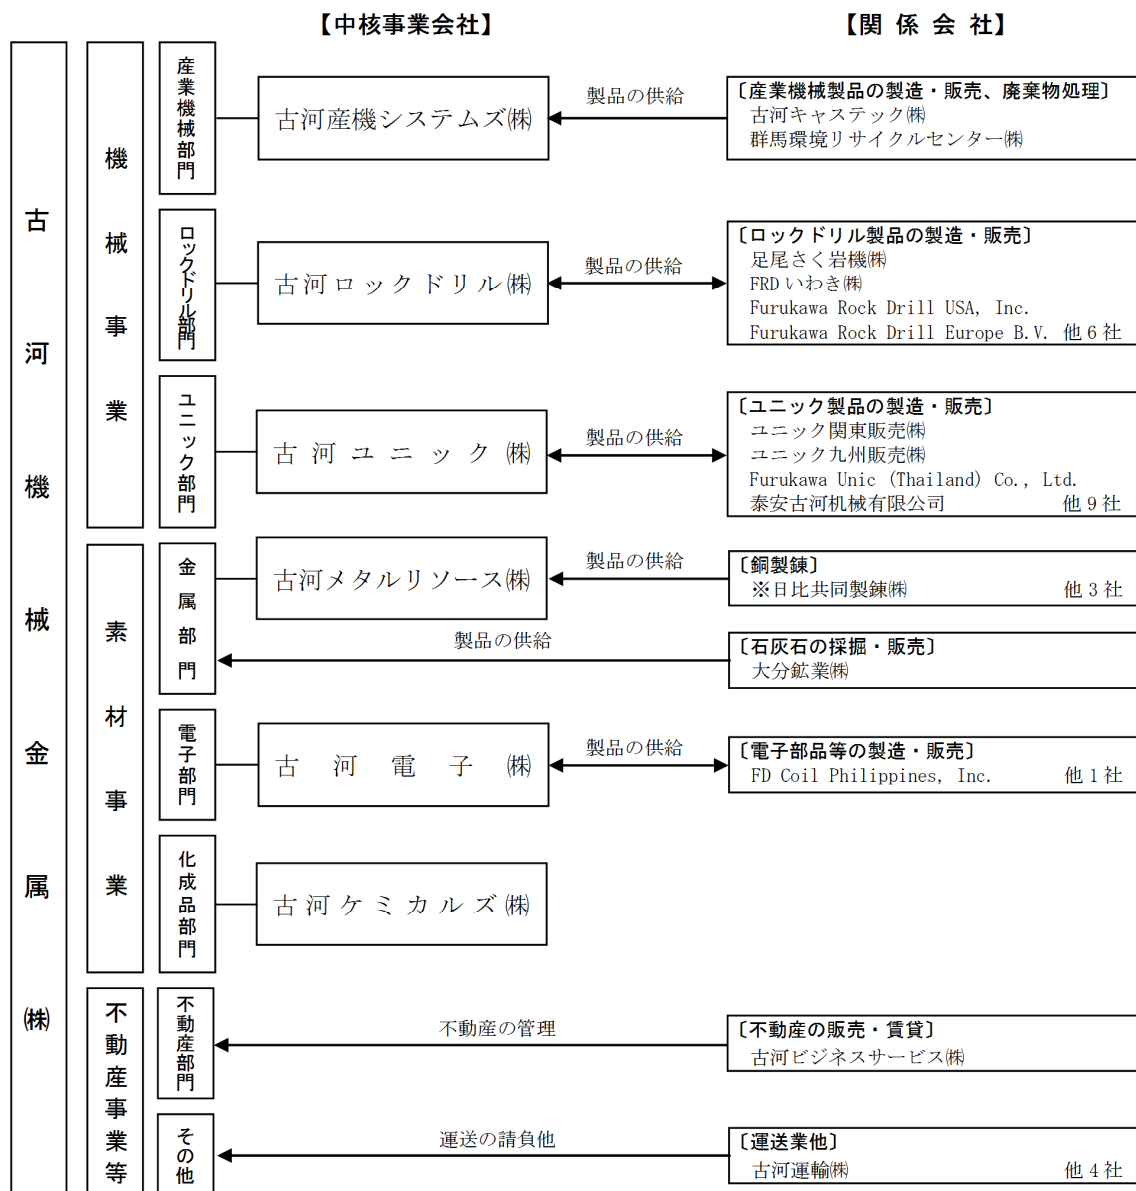 【中核事業会社】
【関 係 会 社】
古河機械金属㈱
機械事業
産業機械部門
古河産機システムズ㈱
製品の供給
〔産業機械製品の製造・販売、廃棄物処理〕
古河キャステック㈱
群馬環境リサイクルセンター㈱
ロックドリル部門
古河ロックドリル㈱
製品の供給
〔ロックドリル製品の製造・販売〕
足尾さく岩機㈱
FRDいわき㈱
Furukawa Rock Drill USA, Inc.
Furukawa Rock Drill Europe B.V. 他6社
ユニック部門
古河ユニック㈱
製品の供給
〔ユニック製品の製造・販売〕
ユニック関東販売㈱
ユニック九州販売㈱
Furukawa Unic (Thailand) Co., Ltd.
泰安古河机械有限公司 他9社
素材事業
金属部門
古河メタルリソース㈱
製品の供給
〔銅製錬〕
※日比共同製錬㈱ 他3社
製品の供給
〔石灰石の採掘・販売〕
大分鉱業㈱
電子部門
古河電子㈱
製品の供給
〔電子部品等の製造・販売〕
FD Coil Philippines, Inc. 他1社
化成品部門
古河ケミカルズ㈱
不動産事業等
不動産部門
不動産の管理
〔不動産の販売・賃貸〕
古河ビジネスサービス㈱
その他
運送の請負他
〔運送業他〕
古河運輸㈱ 他4社